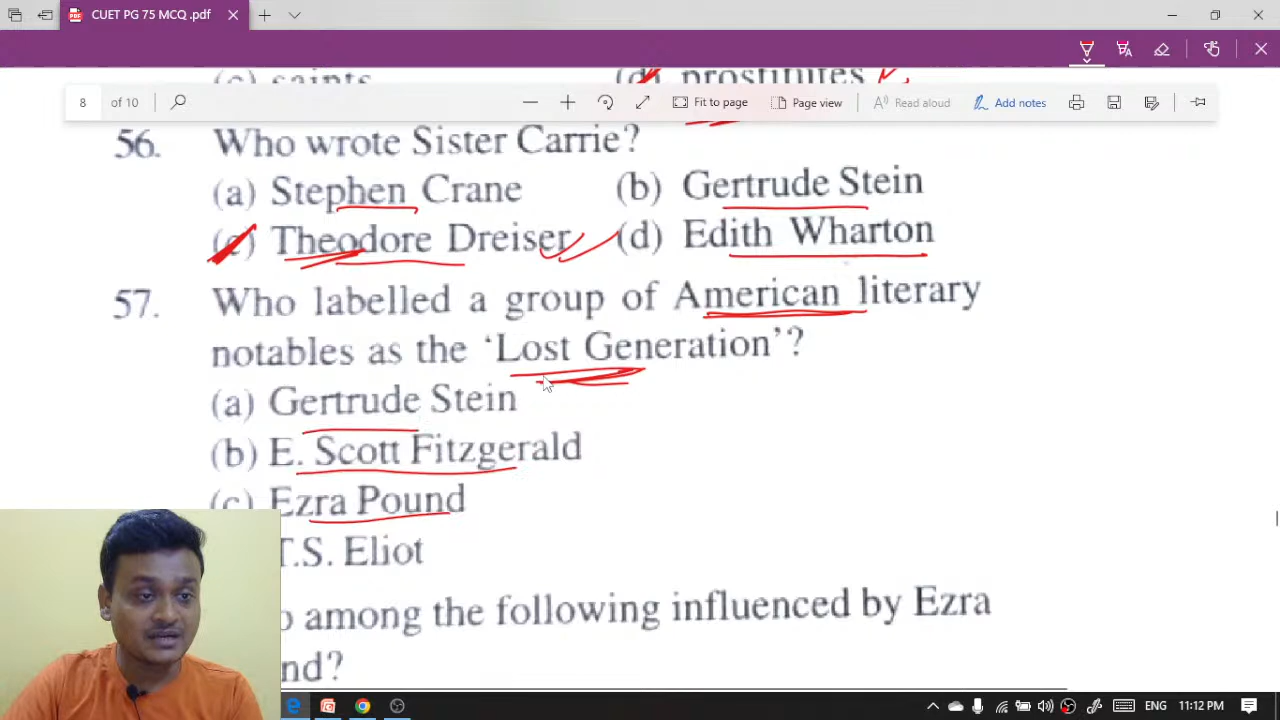 CUET PG 75 MCQ .pdf
8 of 10
Fit to page
Page view
Read aloud
Add notes
(c) saints (d) prostitutes
56. Who wrote Sister Carrie?
(a) Stephen Crane (b) Gertrude Stein
(c) Theodore Dreiser (d) Edith Wharton
57. Who labelled a group of American literary
notables as the ‘Lost Generation’?
(a) Gertrude Stein
(b) E. Scott Fitzgerald
(c) Ezra Pound
T.S. Eliot
o among the following influenced by Ezra
nd?
ENG 11:12 PM